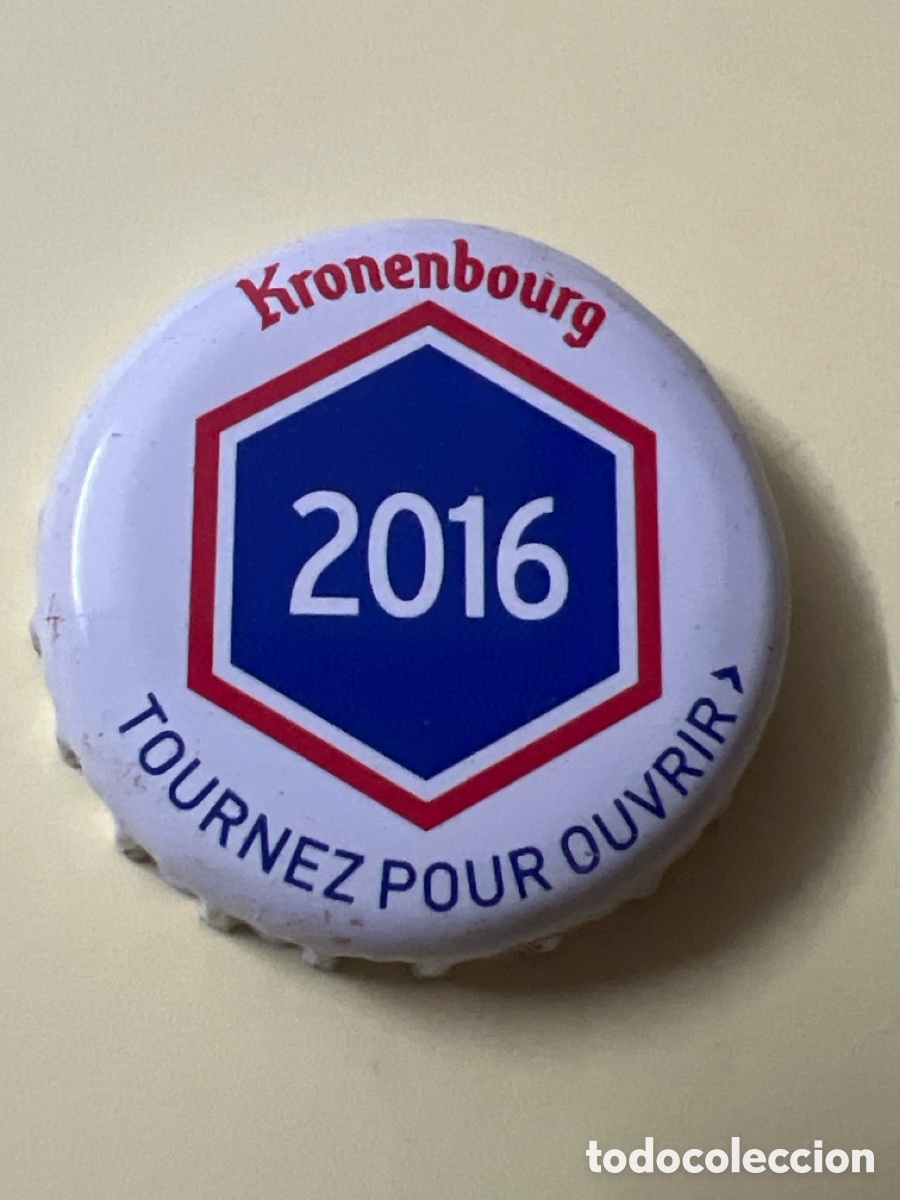 Kronenbourg
2016
TOURNEZ POUR OUVRIR >
todocoleccion